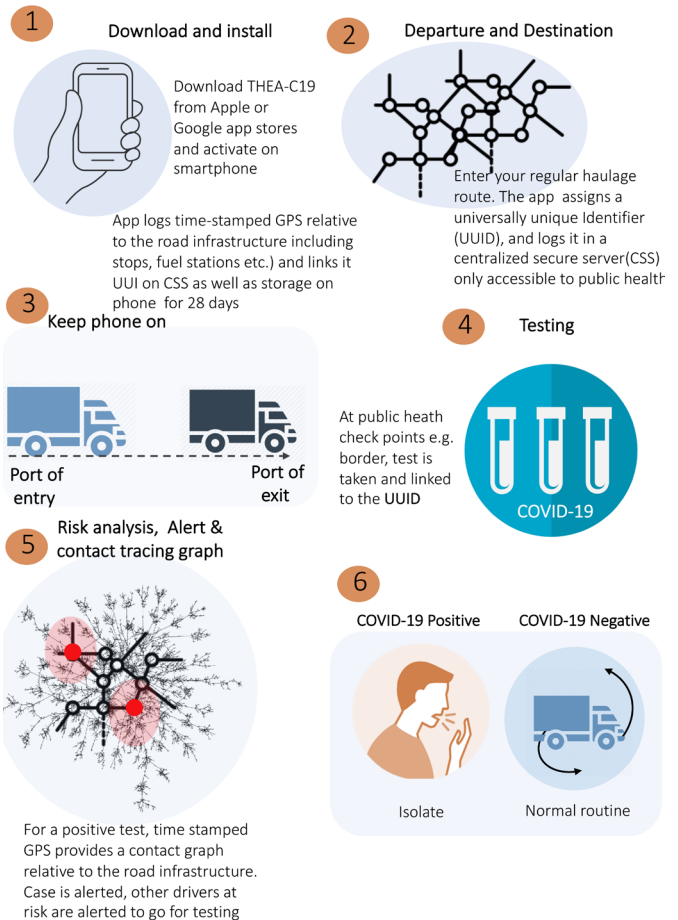 1
Download and install
Download THEA-C19
from Apple or
Google app stores
and activate on
smartphone
2
Departure and Destination
Enter your regular haulage
route. The app assigns a
universally unique Identifier
(UUID), and logs it in a
centralized secure server(CSS)
only accessible to public health
App logs time-stamped GPS relative
to the road infrastructure including
stops, fuel stations etc.) and links it
UUI on CSS as well as storage on
phone for 28 days
3
Keep phone on
Port of
entry
Port of
exit
4
Testing
At public heath
check points e.g.
border, test is
taken and linked
to the UUID
COVID-19
5
Risk analysis, Alert &
contact tracing graph
For a positive test, time stamped
GPS provides a contact graph
relative to the road infrastructure.
Case is alerted, other drivers at
risk are alerted to go for testing
6
COVID-19 Positive
COVID-19 Negative
Isolate
Normal routine